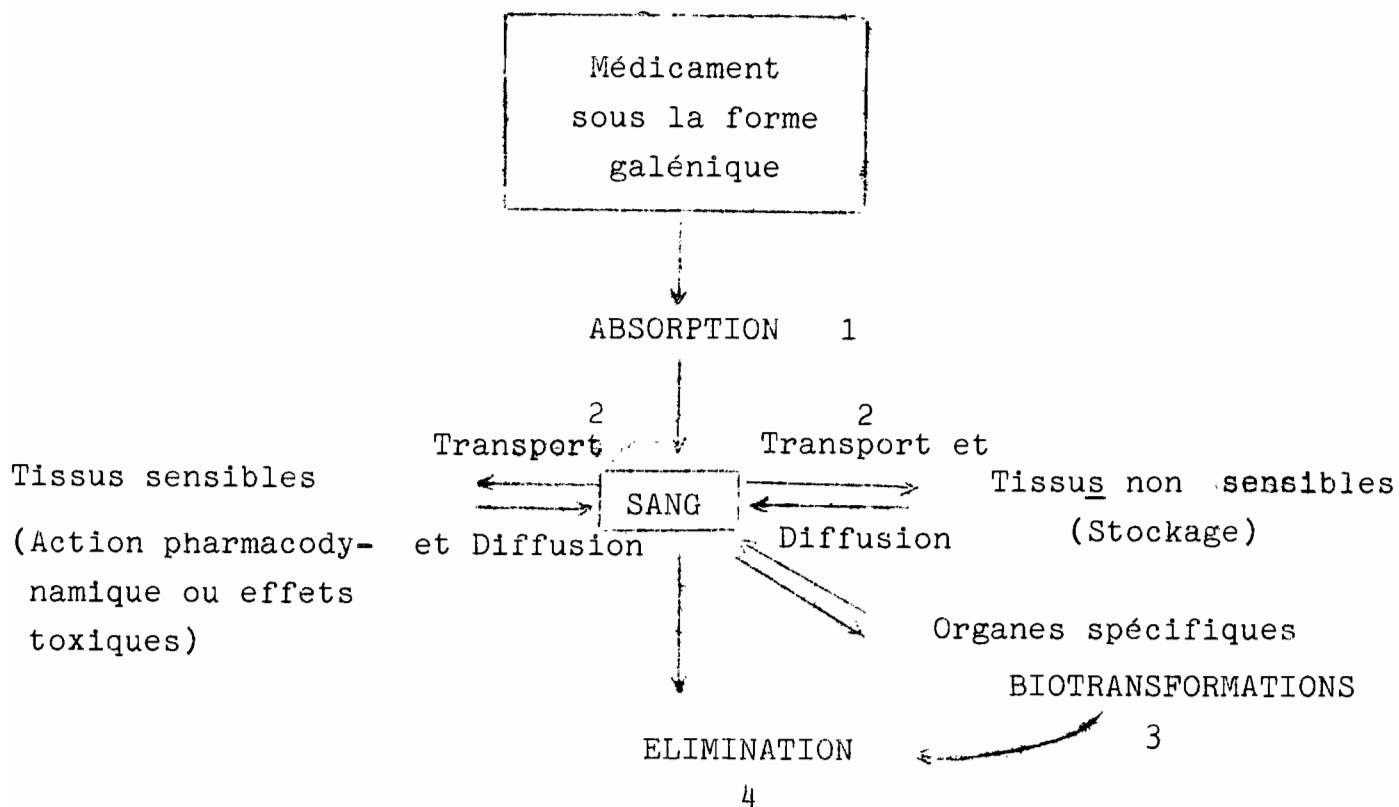 Médicament
sous la forme
galénique
ABSORPTION 1
2 2
Transport Transport et
Tissus sensibles SANG Tissus non sensibles
(Action pharmacody- et Diffusion Diffusion (Stockage)
namique ou effets
toxiques)
Organes spécifiques
BIOTRANSFORMATIONS
3
ELIMINATION
4